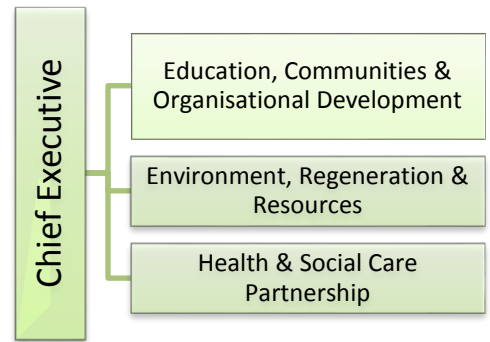 Chief Executive
Education, Communities &
Organisational Development
Environment, Regeneration &
Resources
Health & Social Care
Partnership